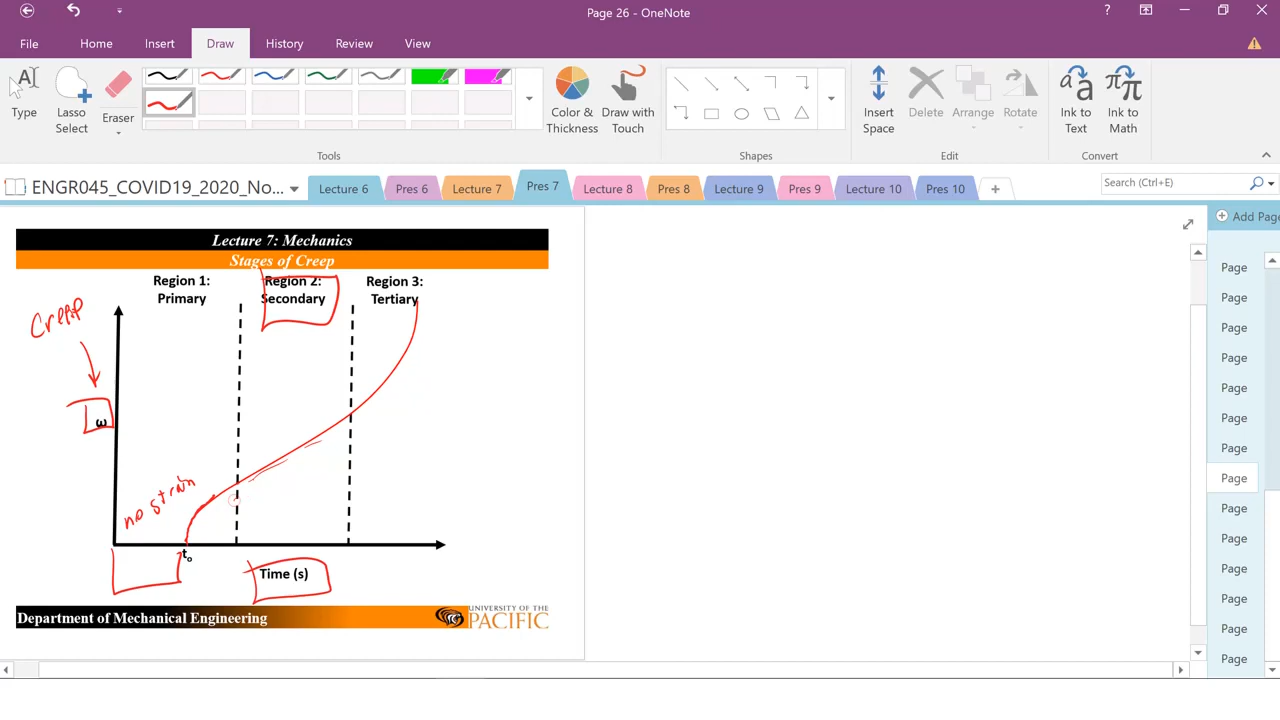 Page 26 - OneNote
?
File Home Insert Draw History Review View
Type
Lasso Select
Eraser
Color & Thickness
Draw with Touch
Insert Space
Delete
Arrange
Rotate
Ink to Text
Ink to Math
Tools
Shapes
Edit
Convert
ENGR045_COVID19_2020_No...
Lecture 6 Pres 6 Lecture 7 Pres 7 Lecture 8 Pres 8 Lecture 9 Pres 9 Lecture 10 Pres 10 +
Search (Ctrl+E)
Add Page
Lecture 7: Mechanics
Stages of Creep
Region 1:
Primary
Region 2:
Secondary
Region 3:
Tertiary
Creep
ω
no strain
t₀
Time (s)
Department of Mechanical Engineering
UNIVERSITY OF THE
PACIFIC
Page
Page
Page
Page
Page
Page
Page
Page
Page
Page
Page
Page
Page
Page